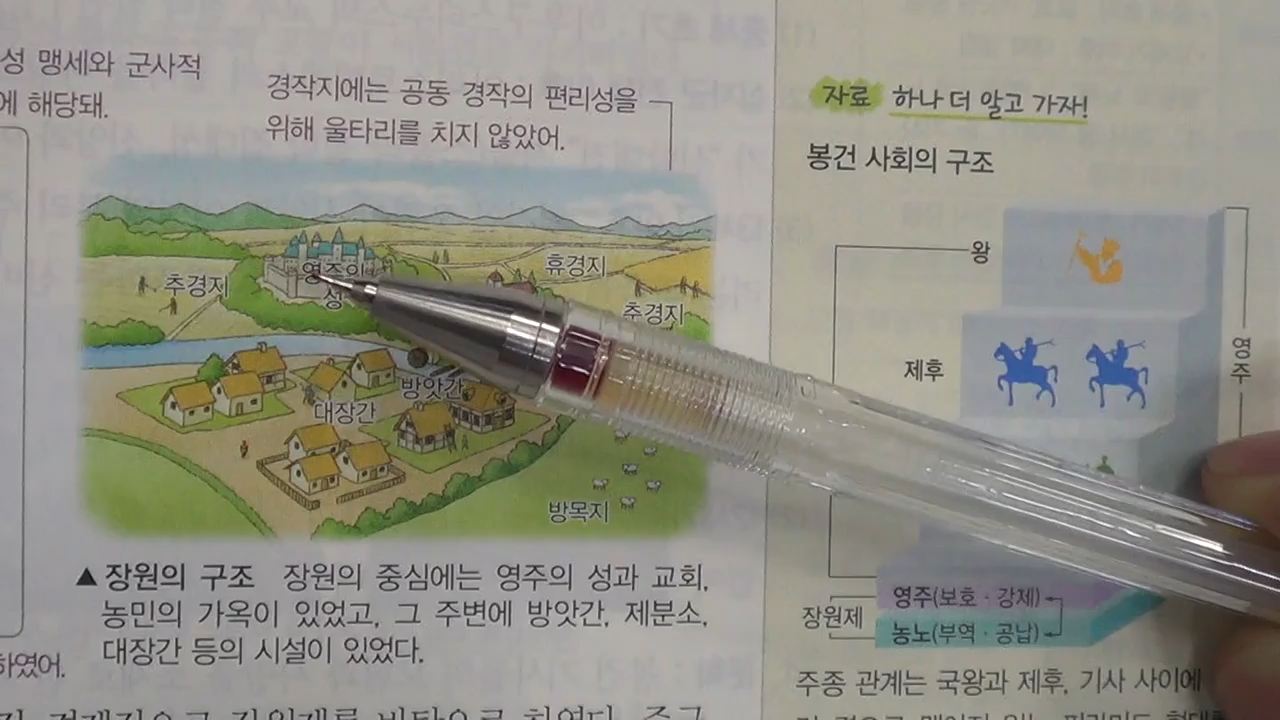 성 맹세와 군사적
에 해당돼.
경작지에는 공동 경작의 편리성을
위해 울타리를 치지 않았어.
추경지
영주의
성
휴경지
추경지
방앗간
대장간
방목지
▲ 장원의 구조 장원의 중심에는 영주의 성과 교회,
농민의 가옥이 있었고, 그 주변에 방앗간, 제분소,
대장간 등의 시설이 있었다.
하였어.
자료 하나 더 알고 가자!
봉건 사회의 구조
왕
제후
영주
장원제
영주(보호·강제)
농노(부역·공납)
주종 관계는 국왕과 제후, 기사 사이에